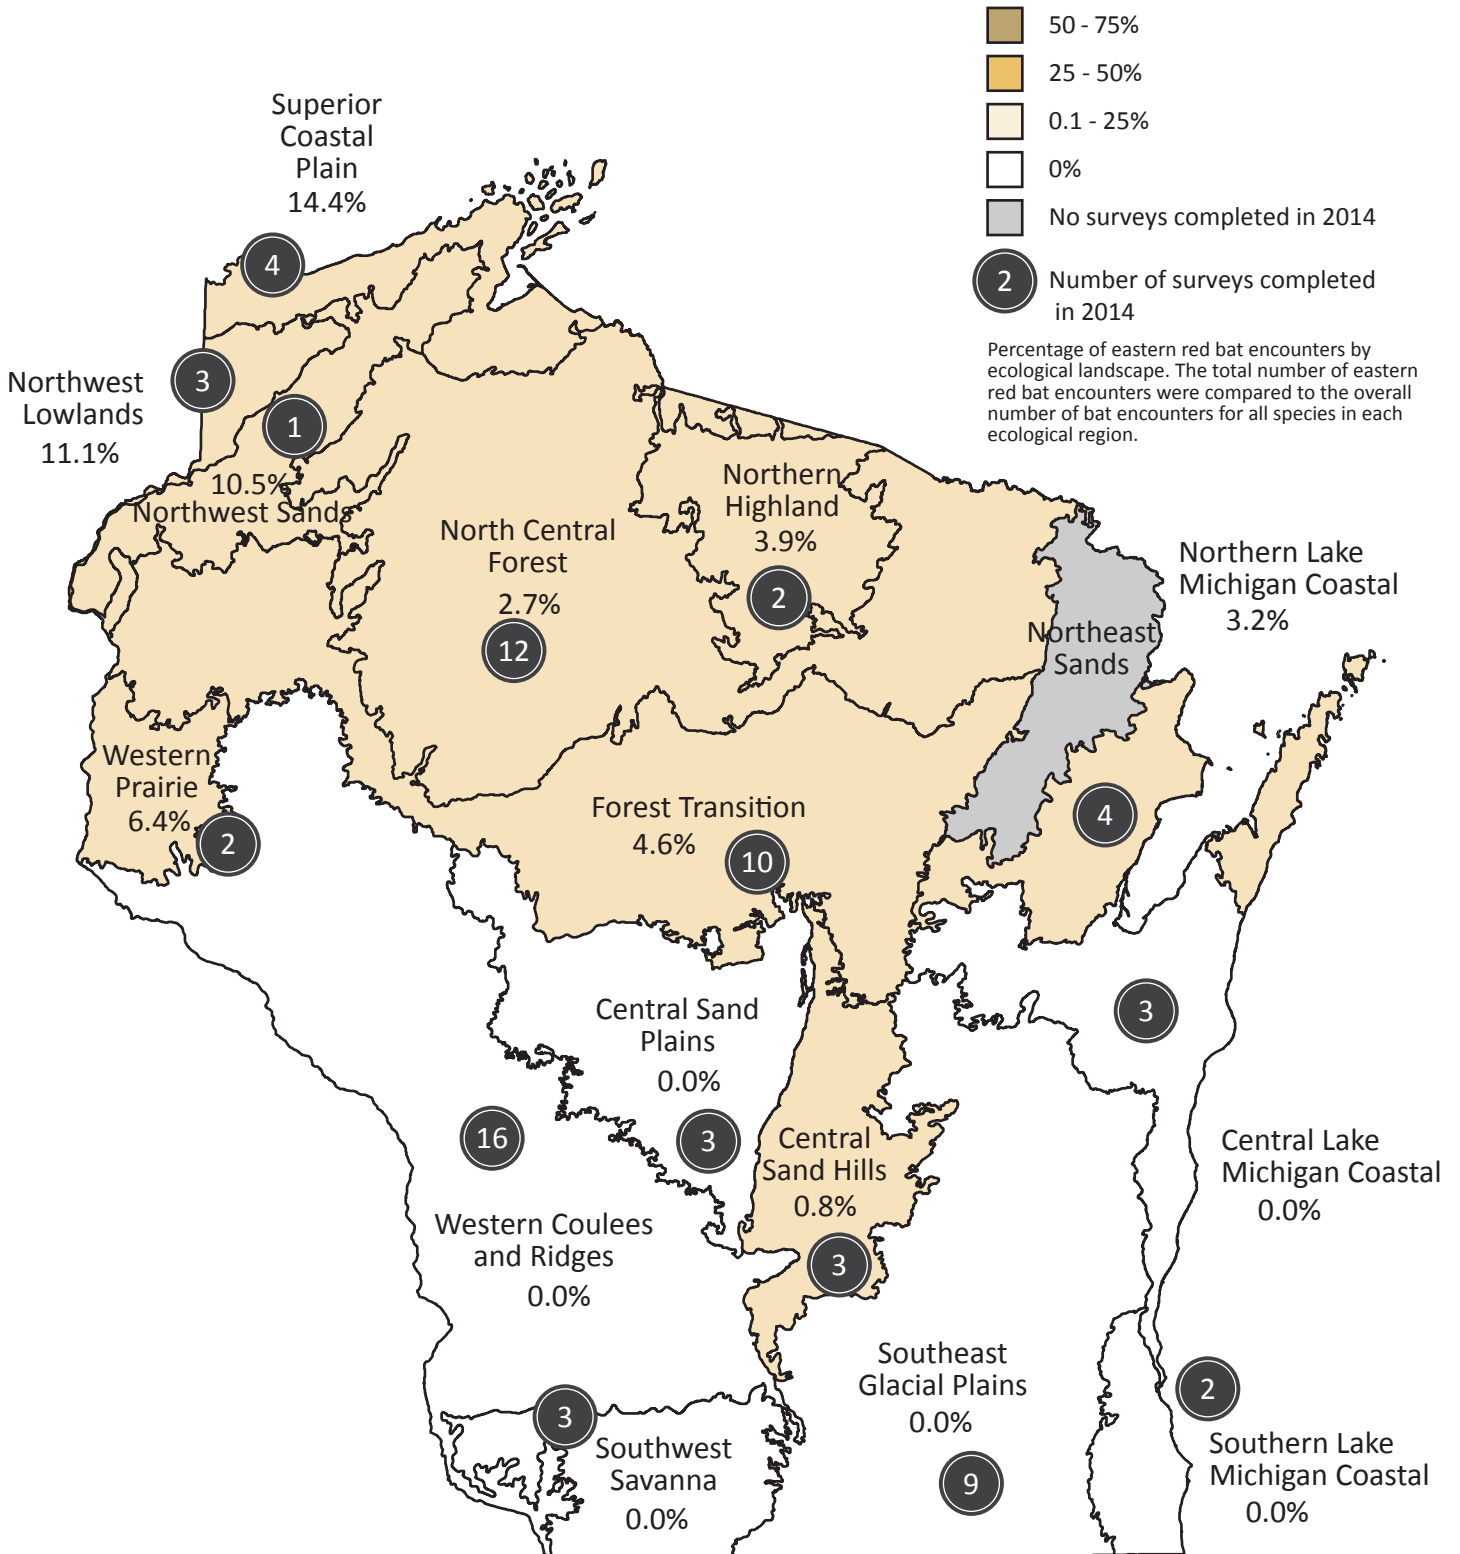 50 - 75%
25 - 50%
0.1 - 25%
0%
No surveys completed in 2014
2
Number of surveys completed
in 2014
Percentage of eastern red bat encounters by
ecological landscape. The total number of eastern
red bat encounters were compared to the overall
number of bat encounters for all species in each
ecological region.
Superior
Coastal
Plain
14.4%
4
Northwest
Lowlands
11.1%
3
1
10.5%
Northwest Sands
North Central
Forest
2.7%
12
Northern
Highland
3.9%
2
Northeast
Sands
Northern Lake
Michigan Coastal
3.2%
4
Western
Prairie
6.4%
2
Forest Transition
4.6%
10
Central Sand
Plains
0.0%
3
3
16
Central
Sand Hills
0.8%
3
Central Lake
Michigan Coastal
0.0%
Western Coulees
and Ridges
0.0%
Southeast
Glacial Plains
0.0%
9
3
Southwest
Savanna
0.0%
2
Southern Lake
Michigan Coastal
0.0%